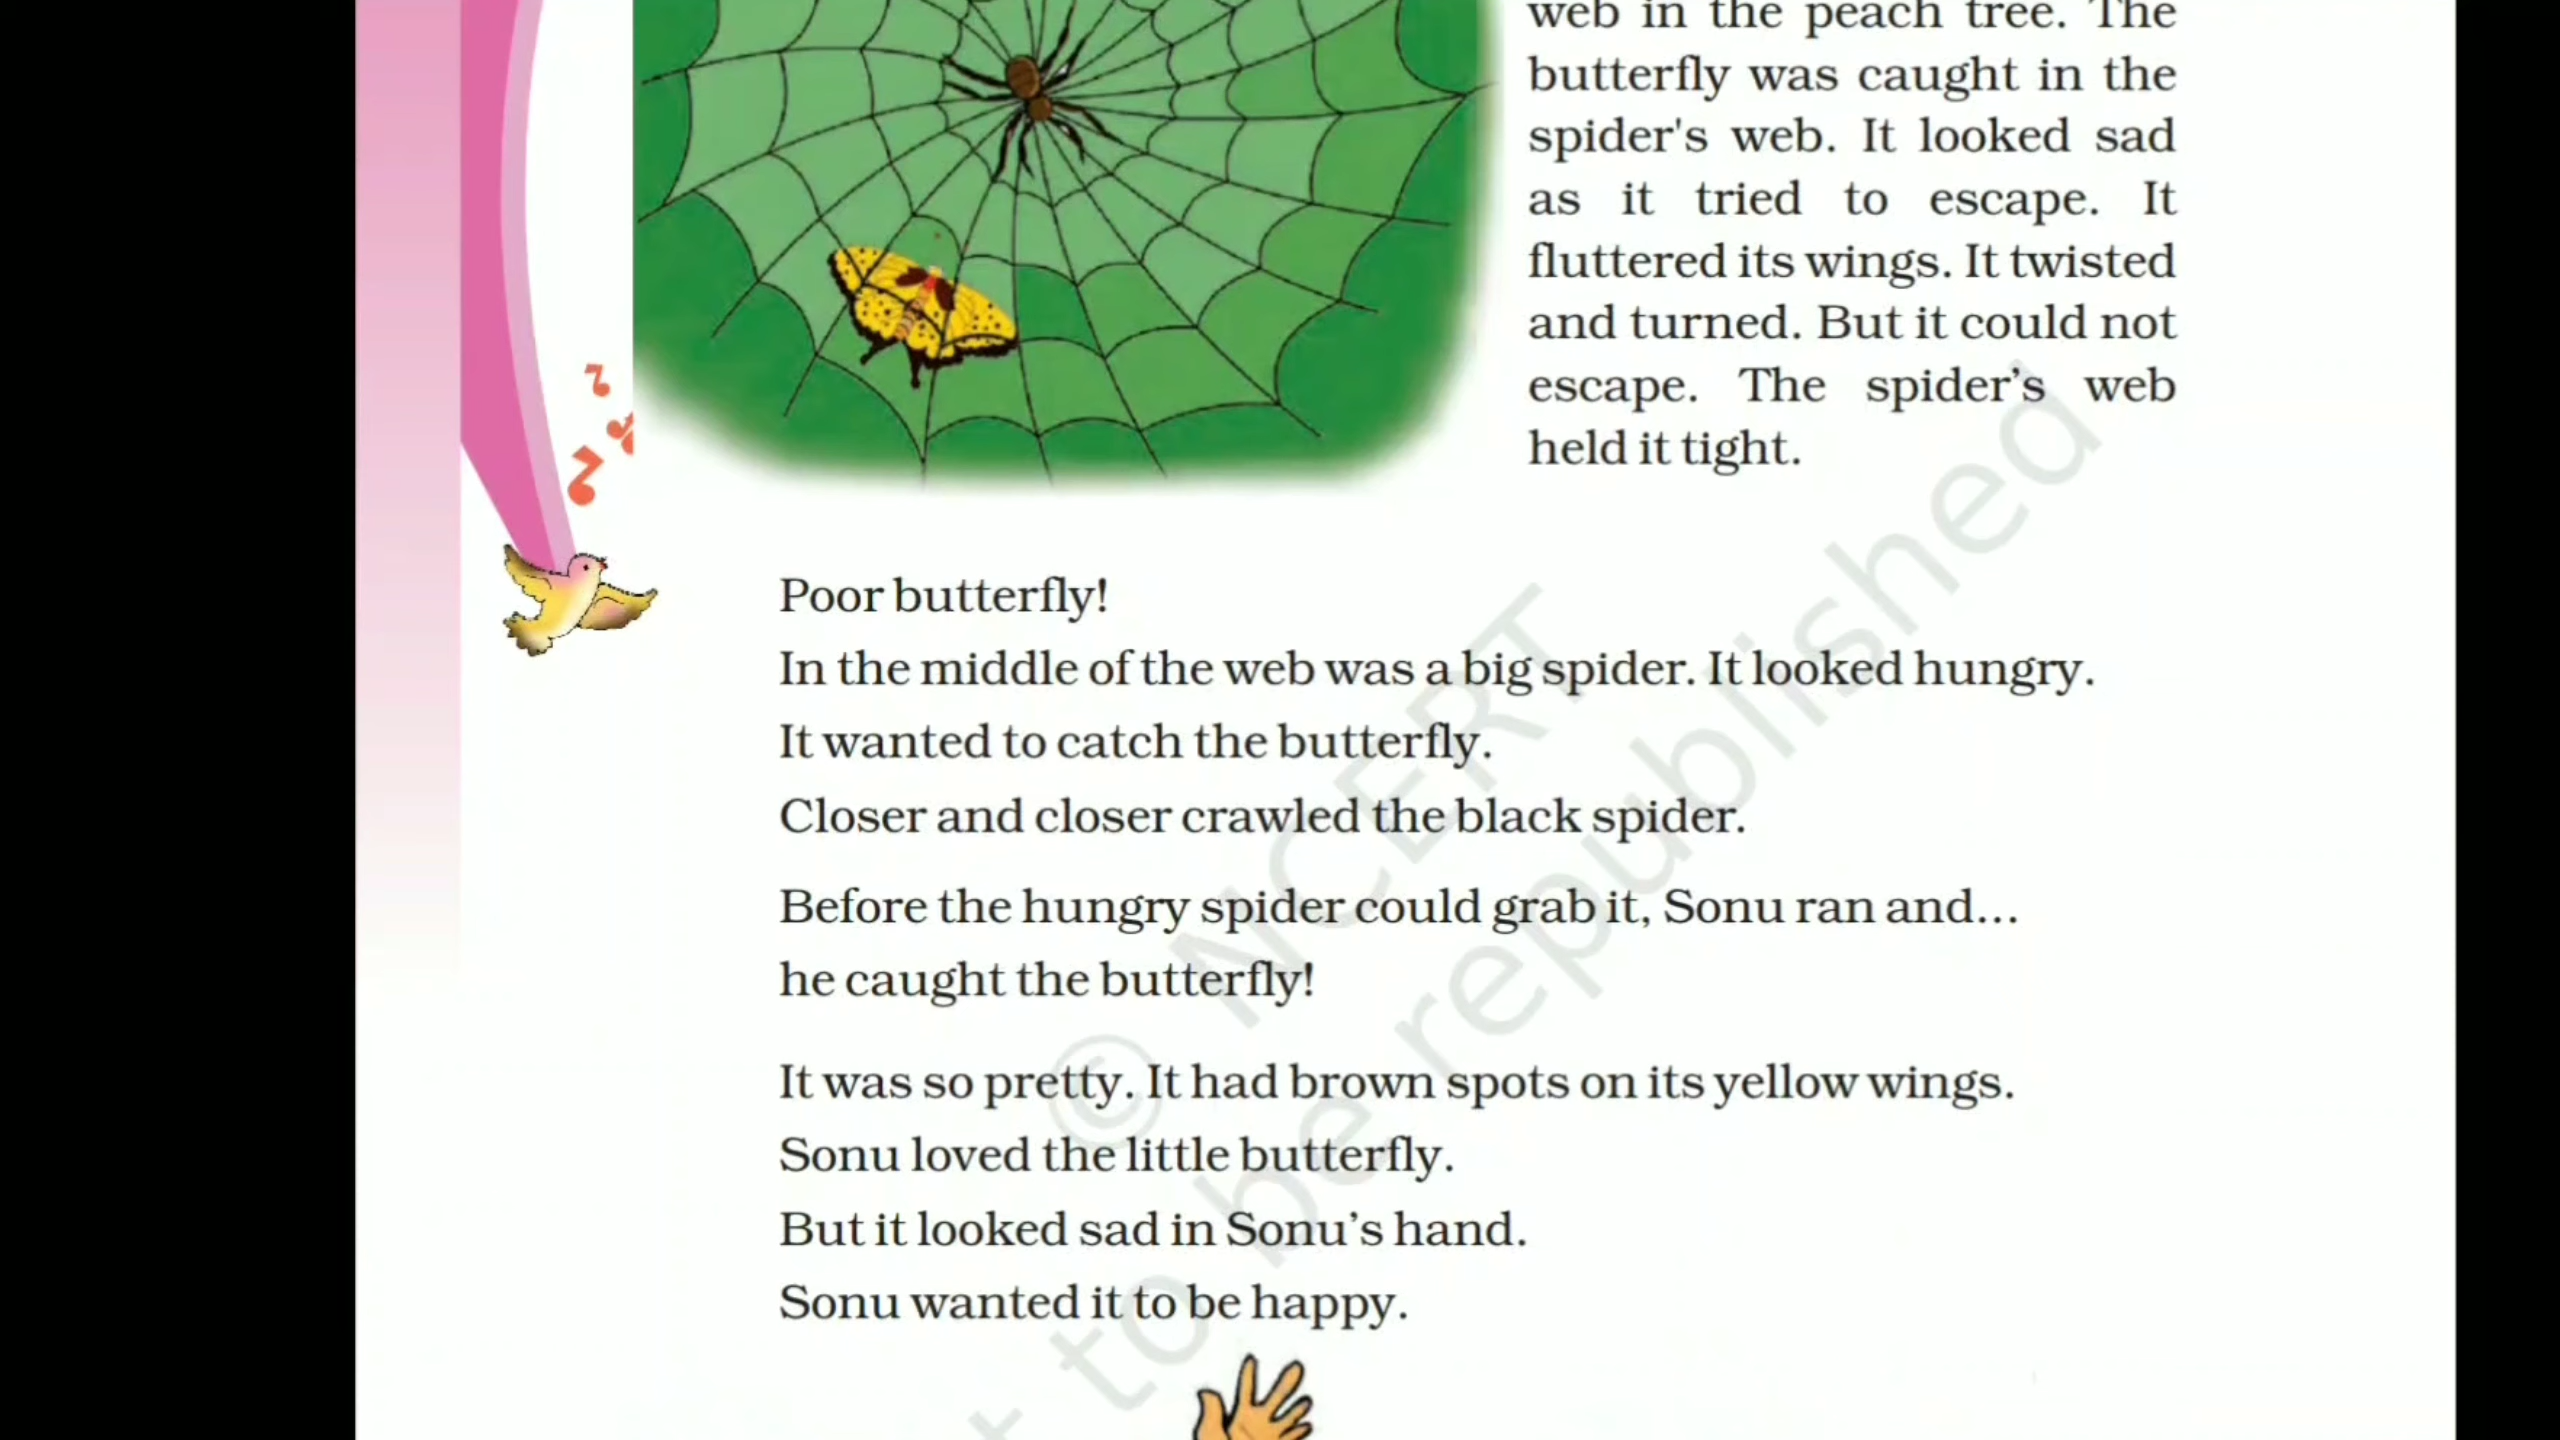 web in the peach tree. The
butterfly was caught in the
spider's web. It looked sad
as it tried to escape. It
fluttered its wings. It twisted
and turned. But it could not
escape. The spider’s web
held it tight.
Poor butterfly!
In the middle of the web was a big spider. It looked hungry.
It wanted to catch the butterfly.
Closer and closer crawled the black spider.
Before the hungry spider could grab it, Sonu ran and...
he caught the butterfly!
It was so pretty. It had brown spots on its yellow wings.
Sonu loved the little butterfly.
But it looked sad in Sonu’s hand.
Sonu wanted it to be happy.
© NCERT
to be republished